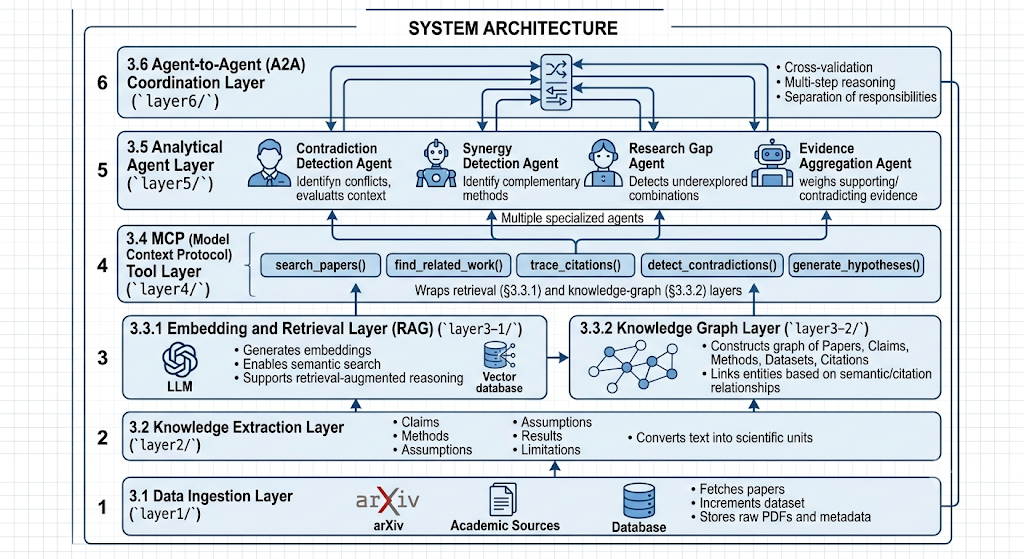 SYSTEM ARCHITECTURE
6
3.6 Agent-to-Agent (A2A)
Coordination Layer
(`layer6/`)
• Cross-validation
• Multi-step reasoning
• Separation of responsibilities
5
3.5 Analytical
Agent Layer
(`layer5/`)
Contradiction
Detection Agent
Identifyn conflicts,
evaluatts context
Synergy
Detection Agent
Identify complementary
methods
Research Gap
Agent
Detects underexplored
combinations
Evidence
Aggregation Agent
weighs supporting/
contradicting evidence
Multiple specialized agents
4
3.4 MCP (Model
Context Protocol)
Tool Layer
(`layer4/`)
search_papers()
find_related_work()
trace_citations()
detect_contradictions()
generate_hypotheses()
Wraps retrieval (§3.3.1) and knowledge-graph (§3.3.2) layers
3
3.3.1 Embedding and Retrieval Layer (RAG) (`layer3-1/`)
LLM
• Generates embeddings
• Enables semantic search
• Supports retrieval-augmented reasoning
Vector
database
3.3.2 Knowledge Graph Layer (`layer3-2/`)
• Constructs graph of Papers, Claims,
Methods, Datasets, Citations
• Links entities based on semantic/citation
relationships
2
3.2 Knowledge Extraction Layer
(`layer2/`)
• Claims
• Methods
• Assumptions
• Assumptions
• Results
• Limitations
• Converts text into scientific units
1
3.1 Data Ingestion Layer
(`layer1/`)
arXiv
arXiv
Academic Sources
Database
• Fetches papers
• Increments dataset
• Stores raw PDFs and metadata